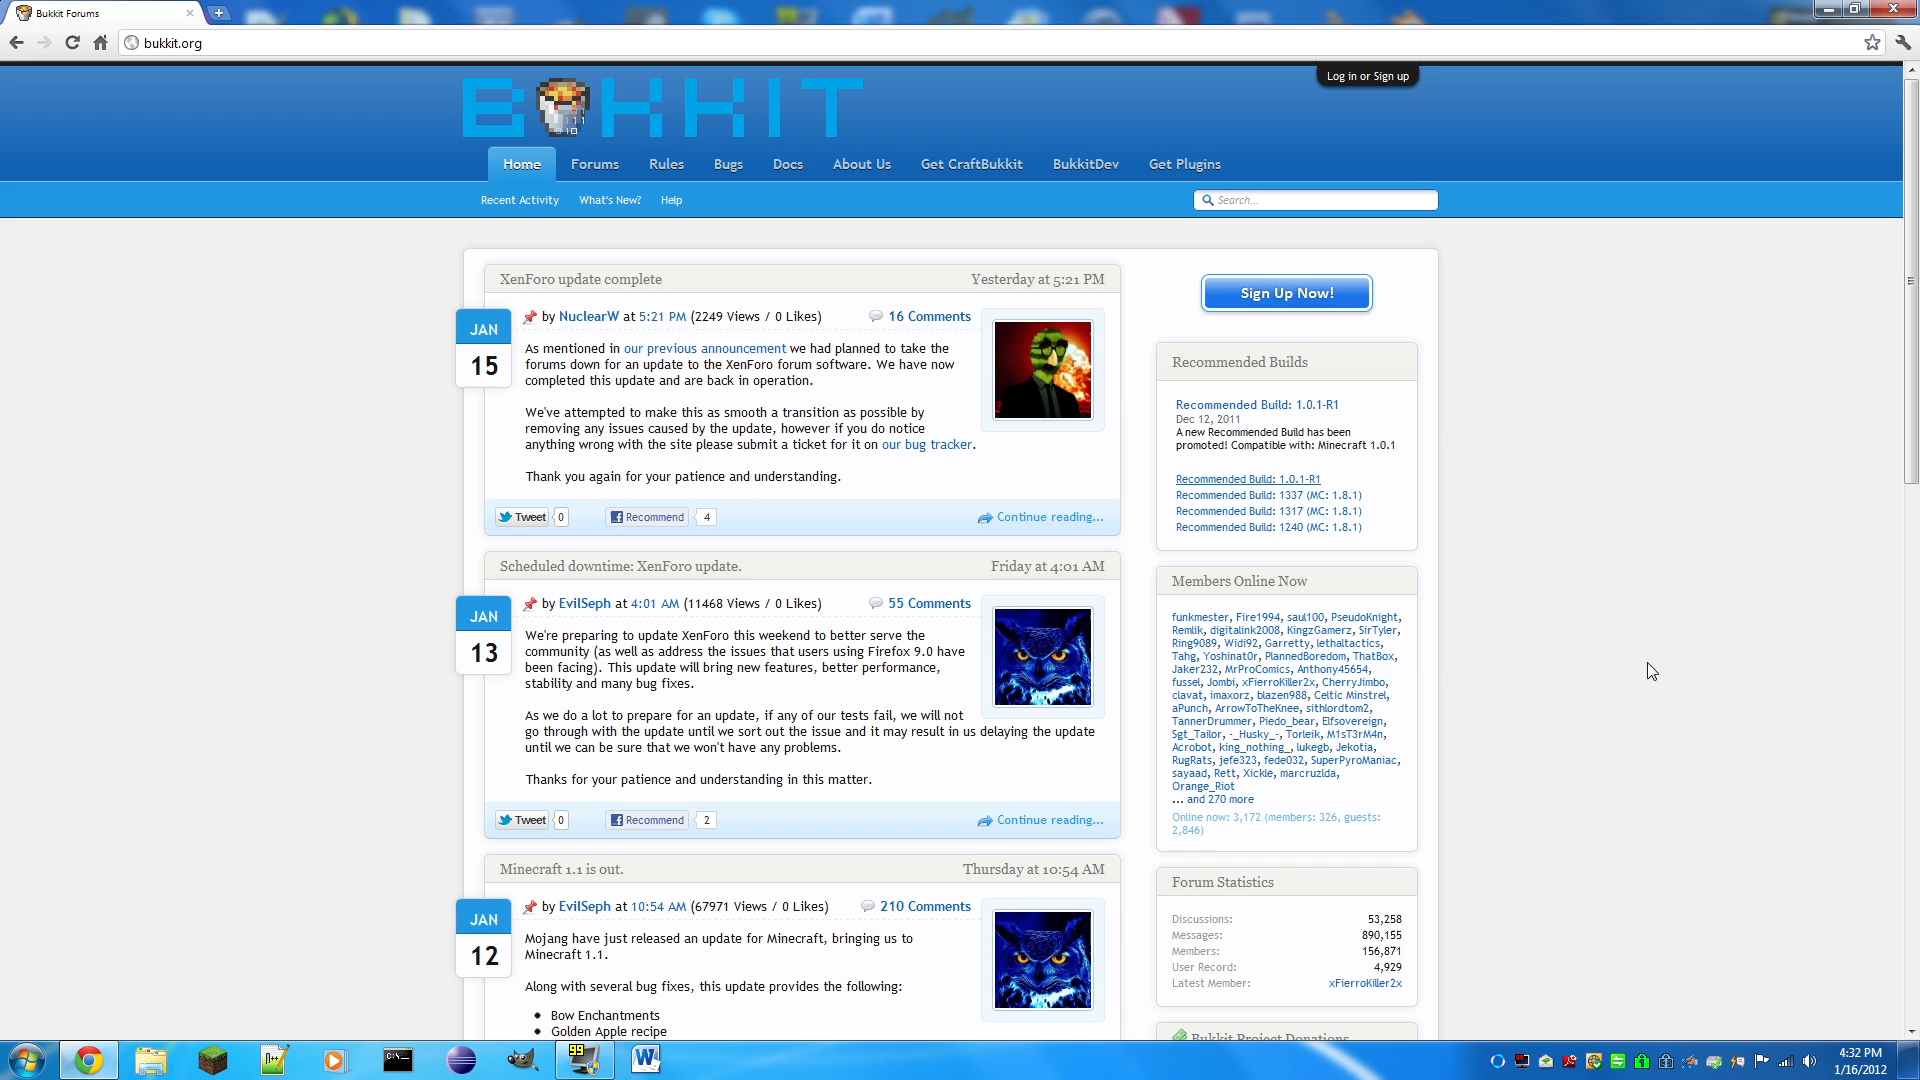 Bukkit Forums
bukkit.org
Log in or Sign up
BUKKIT
Home Forums Rules Bugs Docs About Us Get CraftBukkit BukkitDev Get Plugins
Recent Activity What's New? Help
Search...
XenForo update complete Yesterday at 5:21 PM
JAN
15
by NuclearW at 5:21 PM (2249 Views / 0 Likes) 16 Comments
As mentioned in our previous announcement we had planned to take the
forums down for an update to the XenForo forum software. We have now
completed this update and are back in operation.
We've attempted to make this as smooth a transition as possible by
removing any issues caused by the update, however if you do notice
anything wrong with the site please submit a ticket for it on our bug tracker.
Thank you again for your patience and understanding.
Tweet 0 Recommend 4 Continue reading...
Scheduled downtime: XenForo update. Friday at 4:01 AM
JAN
13
by EvilSeph at 4:01 AM (11468 Views / 0 Likes) 55 Comments
We're preparing to update XenForo this weekend to better serve the
community (as well as address the issues that users using Firefox 9.0 have
been facing). This update will bring new features, better performance,
stability and many bug fixes.
As we do a lot to prepare for an update, if any of our tests fail, we will not
go through with the update until we sort out the issue and it may result in us delaying the update
until we can be sure that we won't have any problems.
Thanks for your patience and understanding in this matter.
Tweet 0 Recommend 2 Continue reading...
Minecraft 1.1 is out. Thursday at 10:54 AM
JAN
12
by EvilSeph at 10:54 AM (67971 Views / 0 Likes) 210 Comments
Mojang have just released an update for Minecraft, bringing us to
Minecraft 1.1.
Along with several bug fixes, this update provides the following:
Bow Enchantments
Golden Apple recipe
Sign Up Now!
Recommended Builds
Recommended Build: 1.0.1-R1
Dec 12, 2011
A new Recommended Build has been
promoted! Compatible with: Minecraft 1.0.1
Recommended Build: 1.0.1-R1
Recommended Build: 1337 (MC: 1.8.1)
Recommended Build: 1317 (MC: 1.8.1)
Recommended Build: 1240 (MC: 1.8.1)
Members Online Now
funkmester, Fire1994, saul100, PseudoKnight,
Remlik, digitalink2008, KingzGamerz, SirTyler,
Ring9089, Widi92, Garretty, lethaltactics,
Tahg, Yoshinat0r, PlannedBoredom, ThatBox,
Jaker232, MrProComics, Anthony45654,
fussel, Jombi, xFierroKiller2x, CherryJimbo,
clavat, imaxorz, blazen988, Celtic Minstrel,
aPunch, ArrowToTheKnee, sithlordtom2,
TannerDrummer, Piedo_bear, Elfsovereign,
Sgt_Tailor, -_Husky_-, Torleik, M1sT3rM4n,
Acrobot, king_nothing_, lukegb, Jekotia,
RugRats, jefe323, fede032, SuperPyroManiac,
sayaad, Rett, Xickle, marcruzlda,
Orange_Riot
... and 270 more
Online now: 3,172 (members: 326, guests:
2,846)
Forum Statistics
Discussions: 53,258
Messages: 890,155
Members: 156,871
User Record: 4,929
Latest Member: xFierroKiller2x
Bukkit Project Donations
4:32 PM
1/16/2012